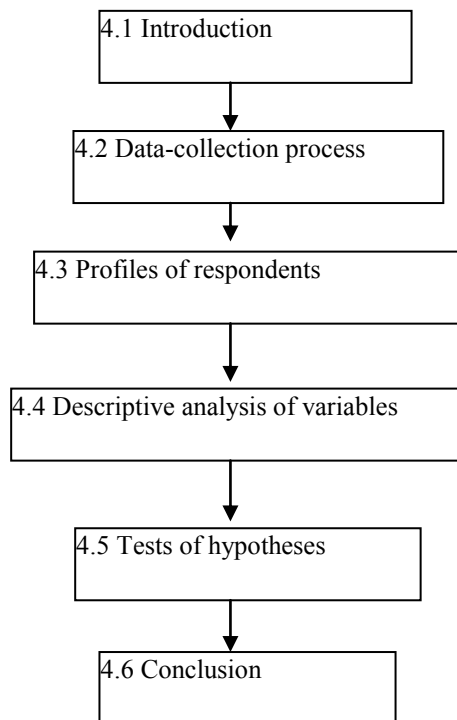 4.1 Introduction
4.2 Data-collection process
4.3 Profiles of respondents
4.4 Descriptive analysis of variables
4.5 Tests of hypotheses
4.6 Conclusion